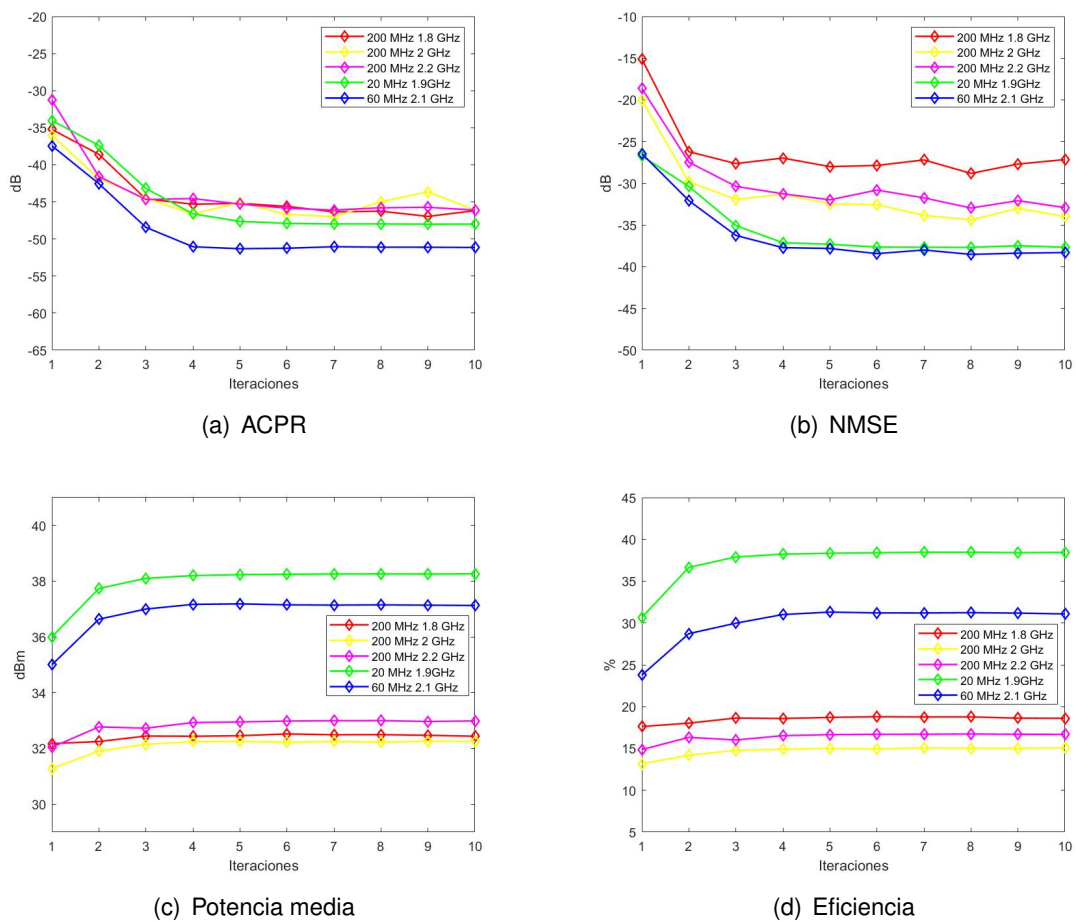 -20
-25
-30
-35
-40
-45
-50
-55
-60
-65
dB
200 MHz 1.8 GHz
200 MHz 2 GHz
200 MHz 2.2 GHz
20 MHz 1.9GHz
60 MHz 2.1 GHz
1 2 3 4 5 6 7 8 9 10
Iteraciones
(a) ACPR
-10
-15
-20
-25
-30
-35
-40
-45
-50
dB
200 MHz 1.8 GHz
200 MHz 2 GHz
200 MHz 2.2 GHz
20 MHz 1.9GHz
60 MHz 2.1 GHz
1 2 3 4 5 6 7 8 9 10
Iteraciones
(b) NMSE
40
38
36
34
32
30
dBm
200 MHz 1.8 GHz
200 MHz 2 GHz
200 MHz 2.2 GHz
20 MHz 1.9GHz
60 MHz 2.1 GHz
1 2 3 4 5 6 7 8 9 10
Iteraciones
(c) Potencia media
45
40
35
30
25
20
15
10
5
%
200 MHz 1.8 GHz
200 MHz 2 GHz
200 MHz 2.2 GHz
20 MHz 1.9GHz
60 MHz 2.1 GHz
1 2 3 4 5 6 7 8 9 10
Iteraciones
(d) Eficiencia